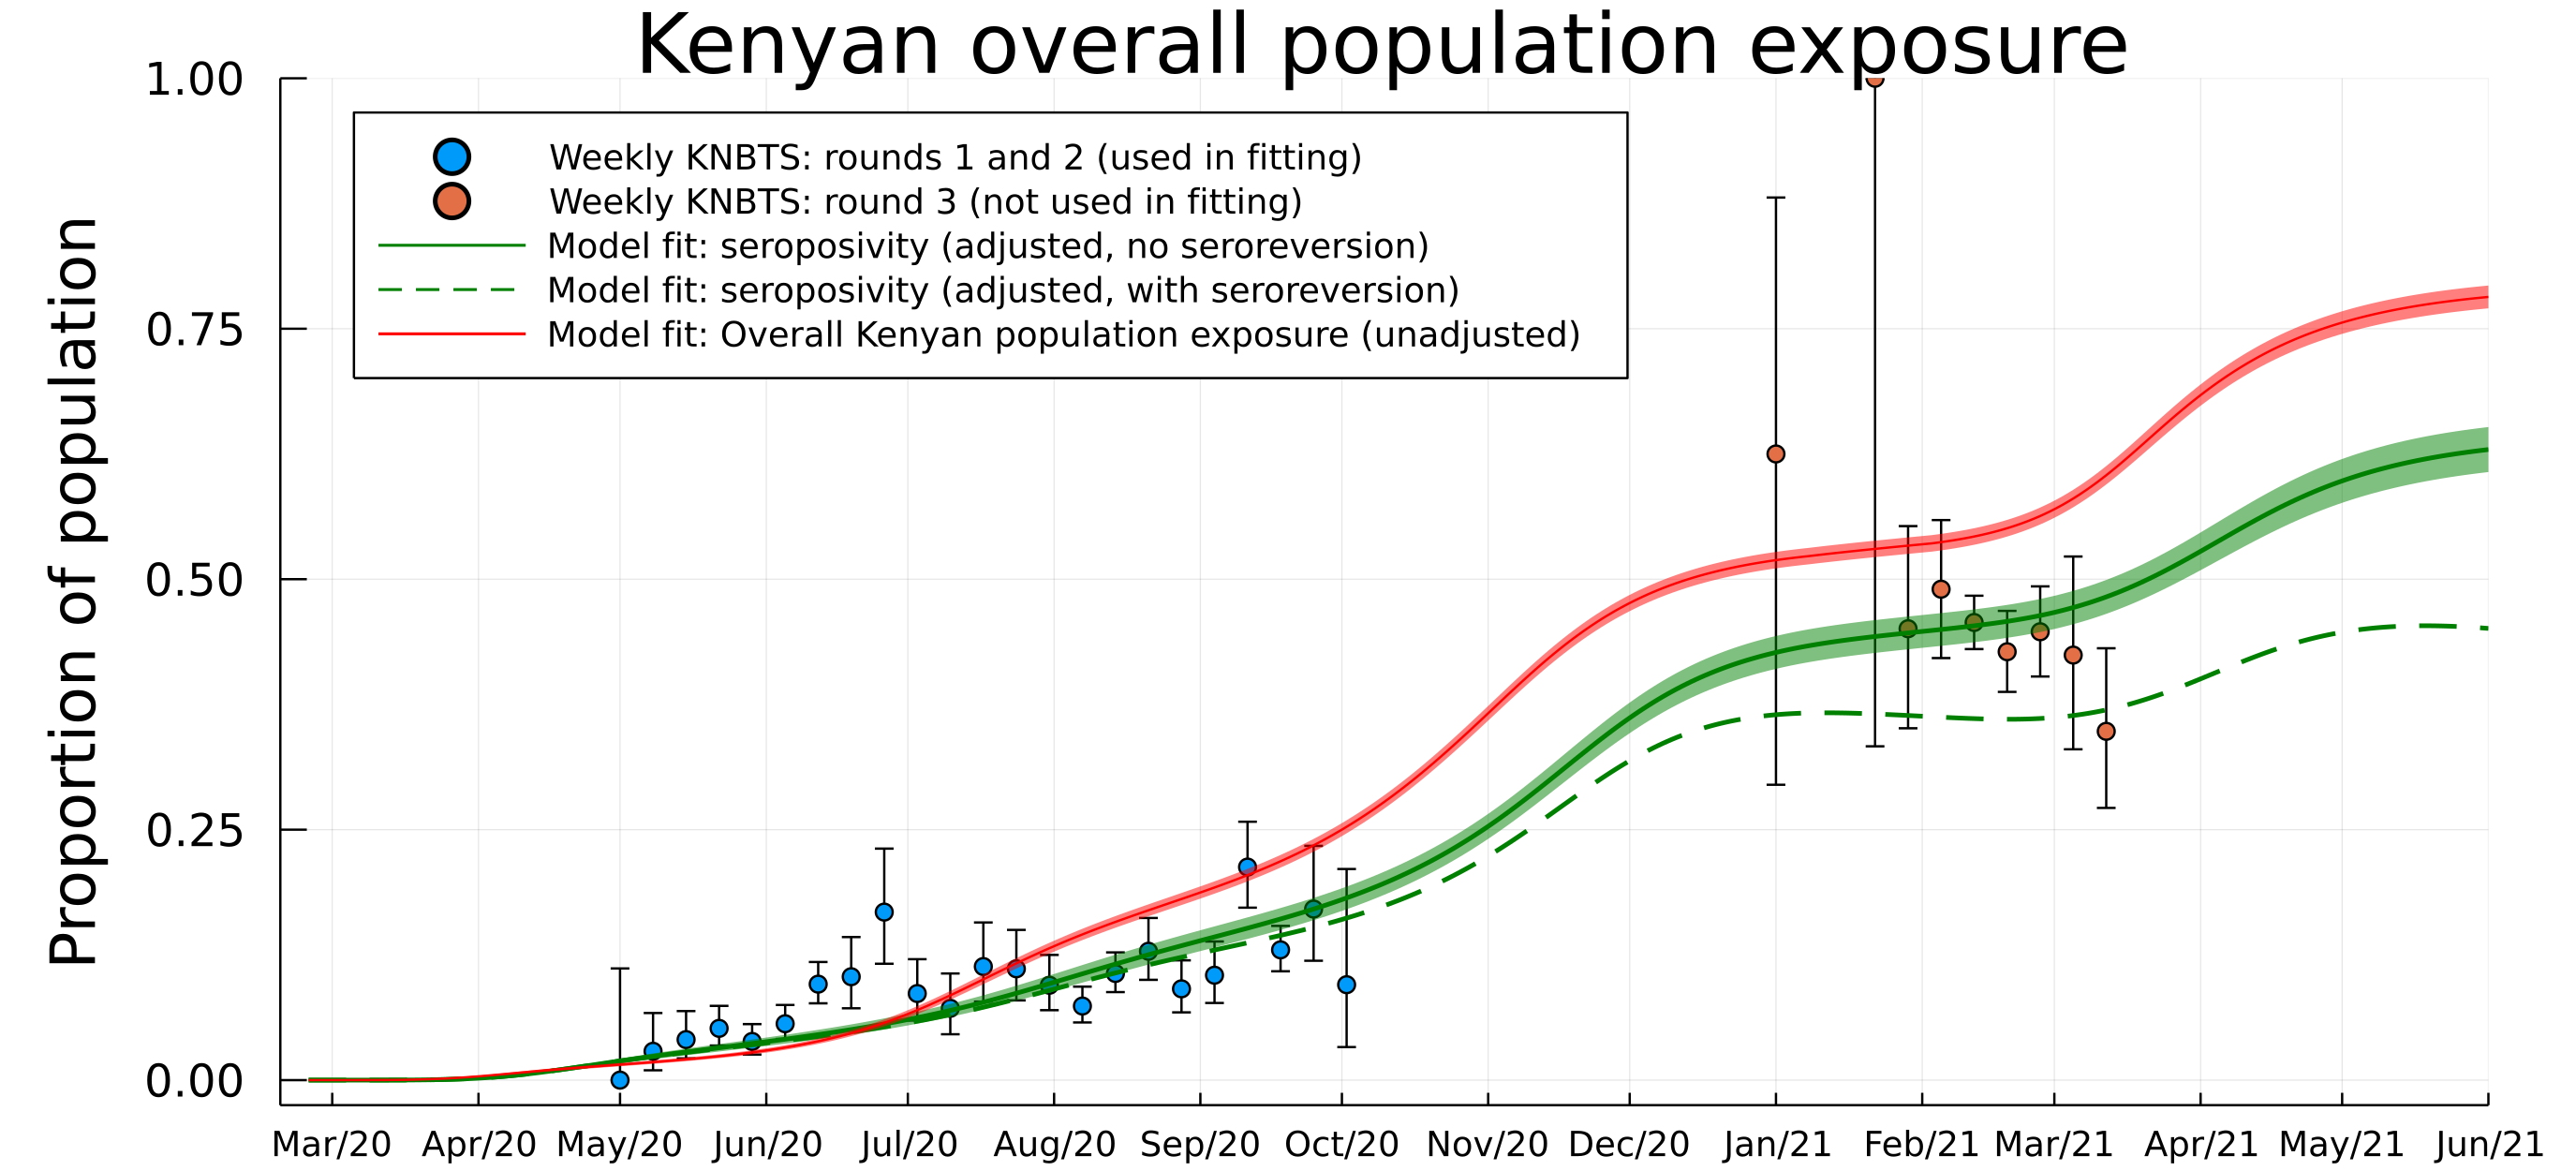 Kenyan overall population exposure
Proportion of population
1.00
0.75
0.50
0.25
0.00
Weekly KNBTS: rounds 1 and 2 (used in fitting)
Weekly KNBTS: round 3 (not used in fitting)
Model fit: seroposivity (adjusted, no seroreversion)
Model fit: seroposivity (adjusted, with seroreversion)
Model fit: Overall Kenyan population exposure (unadjusted)
Mar/20 Apr/20 May/20 Jun/20 Jul/20 Aug/20 Sep/20 Oct/20 Nov/20 Dec/20 Jan/21 Feb/21 Mar/21 Apr/21 May/21 Jun/21